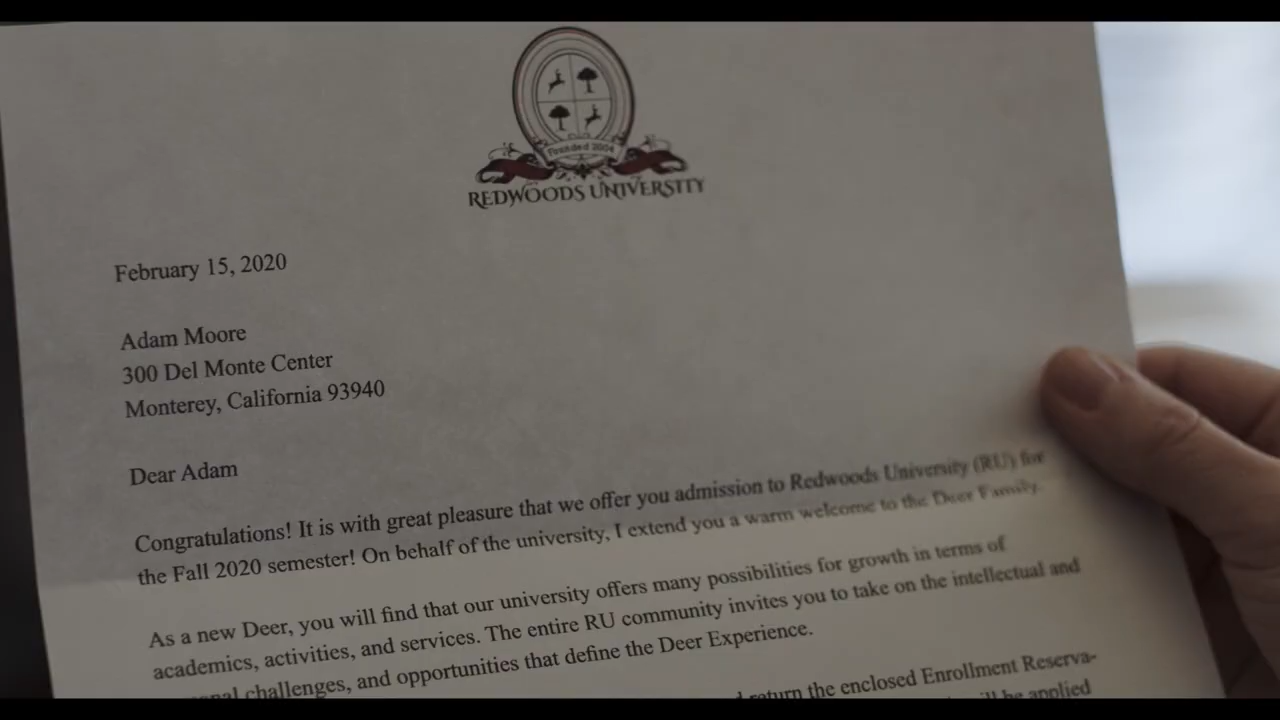 Founded 2004
REDWOODS UNIVERSITY
February 15, 2020
Adam Moore
300 Del Monte Center
Monterey, California 93940
Dear Adam
Congratulations! It is with great pleasure that we offer you admission to Redwoods University (RU) for
the Fall 2020 semester! On behalf of the university, I extend you a warm welcome to the Deer Family.
As a new Deer, you will find that our university offers many possibilities for growth in terms of
academics, activities, and services. The entire RU community invites you to take on the intellectual and
challenges, and opportunities that define the Deer Experience.
return the enclosed Enrollment Reserva-
will be applied